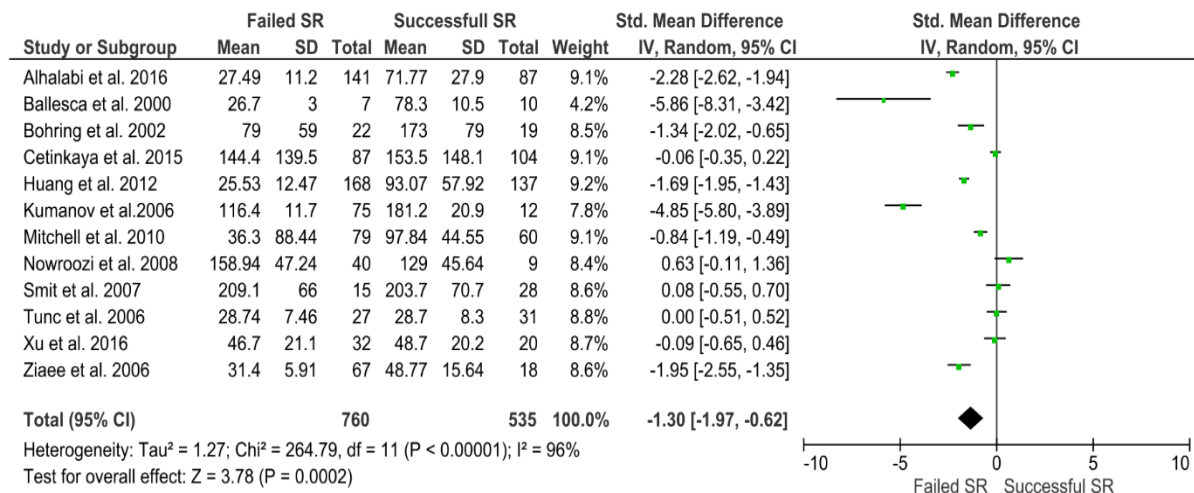 Failed SR Successfull SR Std. Mean Difference Std. Mean Difference
Study or Subgroup Mean SD Total Mean SD Total Weight IV, Random, 95% CI IV, Random, 95% CI
Alhalabi et al. 2016 27.49 11.2 141 71.77 27.9 87 9.1% -2.28 [-2.62, -1.94]
Ballesca et al. 2000 26.7 3 7 78.3 10.5 10 4.2% -5.86 [-8.31, -3.42]
Bohring et al. 2002 79 59 22 173 79 19 8.5% -1.34 [-2.02, -0.65]
Cetinkaya et al. 2015 144.4 139.5 87 153.5 148.1 104 9.1% -0.06 [-0.35, 0.22]
Huang et al. 2012 25.53 12.47 168 93.07 57.92 137 9.2% -1.69 [-1.95, -1.43]
Kumanov et al.2006 116.4 11.7 75 181.2 20.9 12 7.8% -4.85 [-5.80, -3.89]
Mitchell et al. 2010 36.3 88.44 79 97.84 44.55 60 9.1% -0.84 [-1.19, -0.49]
Nowroozi et al. 2008 158.94 47.24 40 129 45.64 9 8.4% 0.63 [-0.11, 1.36]
Smit et al. 2007 209.1 66 15 203.7 70.7 28 8.6% 0.08 [-0.55, 0.70]
Tunc et al. 2006 28.74 7.46 27 28.7 8.3 31 8.8% 0.00 [-0.51, 0.52]
Xu et al. 2016 46.7 21.1 32 48.7 20.2 20 8.7% -0.09 [-0.65, 0.46]
Ziaee et al. 2006 31.4 5.91 67 48.77 15.64 18 8.6% -1.95 [-2.55, -1.35]
Total (95% CI) 760 535 100.0% -1.30 [-1.97, -0.62]
Heterogeneity: Tau² = 1.27; Chi² = 264.79, df = 11 (P < 0.00001); I² = 96%
Test for overall effect: Z = 3.78 (P = 0.0002)
-10 -5 0 5 10
Failed SR Successful SR